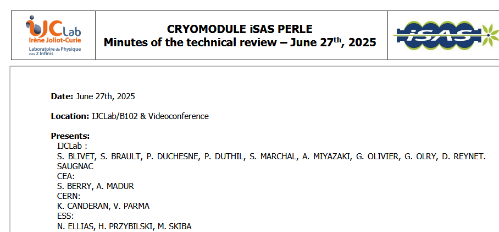 IJCLab
Irène Joliot-Curie
Laboratoire de Physique
des 2 Infinis
CRYOMODULE iSAS PERLE
Minutes of the technical review – June 27th, 2025
iSAS
Date: June 27th, 2025
Location: IJCLab/B102 & Videoconference
Presents:
IJCLab :
S. BLIVET, S. BRAULT, P. DUCHESNE, P. DUTHIL, S. MARCHAL, A. MIYAZAKI, G. OLIVIER, G. OLRY, D. REYNET.
SAUGNAC
CEA:
S. BERRY, A. MADUR
CERN:
K. CANDERAN, V. PARMA
ESS:
N. ELLIAS, H. PRZYBILSKI, M. SKIBA